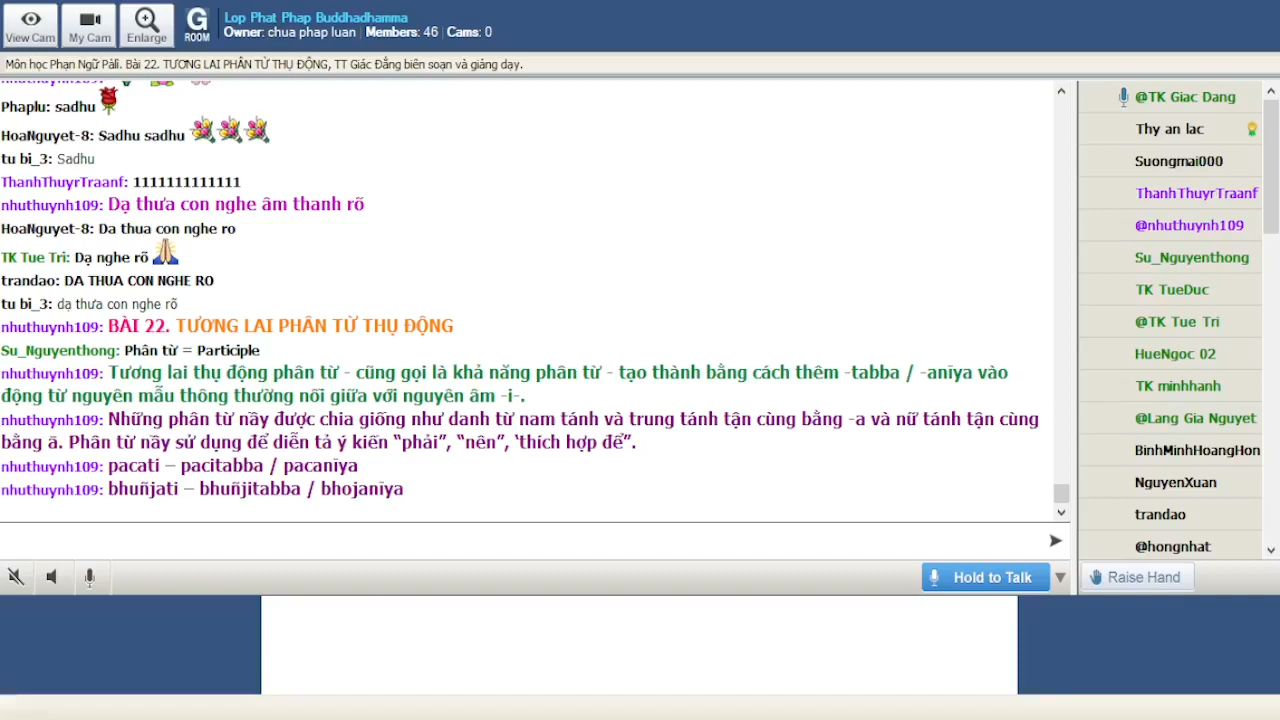 View Cam
My Cam
Enlarge
G
ROOM
Lop Phat Phap Buddhadhamma
Owner: chua phap luan | Members: 46 | Cams: 0
Môn học Phạn Ngữ Pāli. Bài 22. TƯƠNG LAI PHÂN TỪ THỤ ĐỘNG, TT Giác Đẳng biên soạn và giảng dạy.
Phaplu: sadhu
HoaNguyet-8: Sadhu sadhu
tu bi_3: Sadhu
ThanhThuyrTraanf: 1111111111111
nhuthuynh109: Dạ thưa con nghe âm thanh rõ
HoaNguyet-8: Da thua con nghe ro
TK Tue Tri: Dạ nghe rõ
trandao: DA THUA CON NGHE RO
tu bi_3: dạ thưa con nghe rõ
nhuthuynh109: BÀI 22. TƯƠNG LAI PHÂN TỪ THỤ ĐỘNG
Su_Nguyenthong: Phân từ = Participle
nhuthuynh109: Tương lai thụ động phân từ - cũng gọi là khả năng phân từ - tạo thành bằng cách thêm -tabba / -anīya vào
động từ nguyên mẫu thông thường nối giữa với nguyên âm -i-.
nhuthuynh109: Những phân từ nầy được chia giống như danh từ nam tánh và trung tánh tận cùng bằng -a và nữ tánh tận cùng
bằng ā. Phân từ nầy sử dụng để diễn tả ý kiến “phải”, “nên”, ‘thích hợp để”.
nhuthuynh109: pacati – pacitabba / pacanīya
nhuthuynh109: bhuñjati – bhuñjitabba / bhojanīya
Hold to Talk
@TK Giac Dang
Thy an lac
Suongmai000
ThanhThuyrTraanf
@nhuthuynh109
Su_Nguyenthong
TK TueDuc
@TK Tue Tri
HueNgoc 02
TK minhhanh
@Lang Gia Nguyet
BinhMinhHoangHon
NguyenXuan
trandao
@hongnhat
Raise Hand